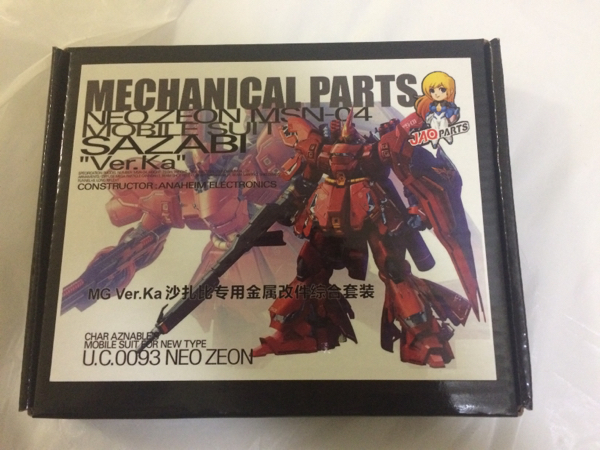 MECHANICAL PARTS
NEO ZEON MSN-04
MOBILE SUIT
SAZABI
"Ver.Ka"
CONSTRUCTOR : ANAHEIM ELECTRONICS
JAO PARTS
MG Ver.Ka 沙扎比专用金属改件综合套装
CHAR AZNABLE
MOBILE SUIT FOR NEW TYPE
U.C.0093 NEO ZEON